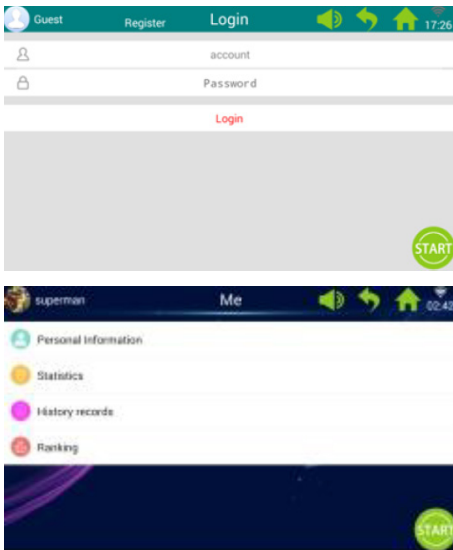 Guest Register Login 17:26
account
Password
Login
START
superman Me 02:43
Personal Information
Statistics
History records
Ranking
START